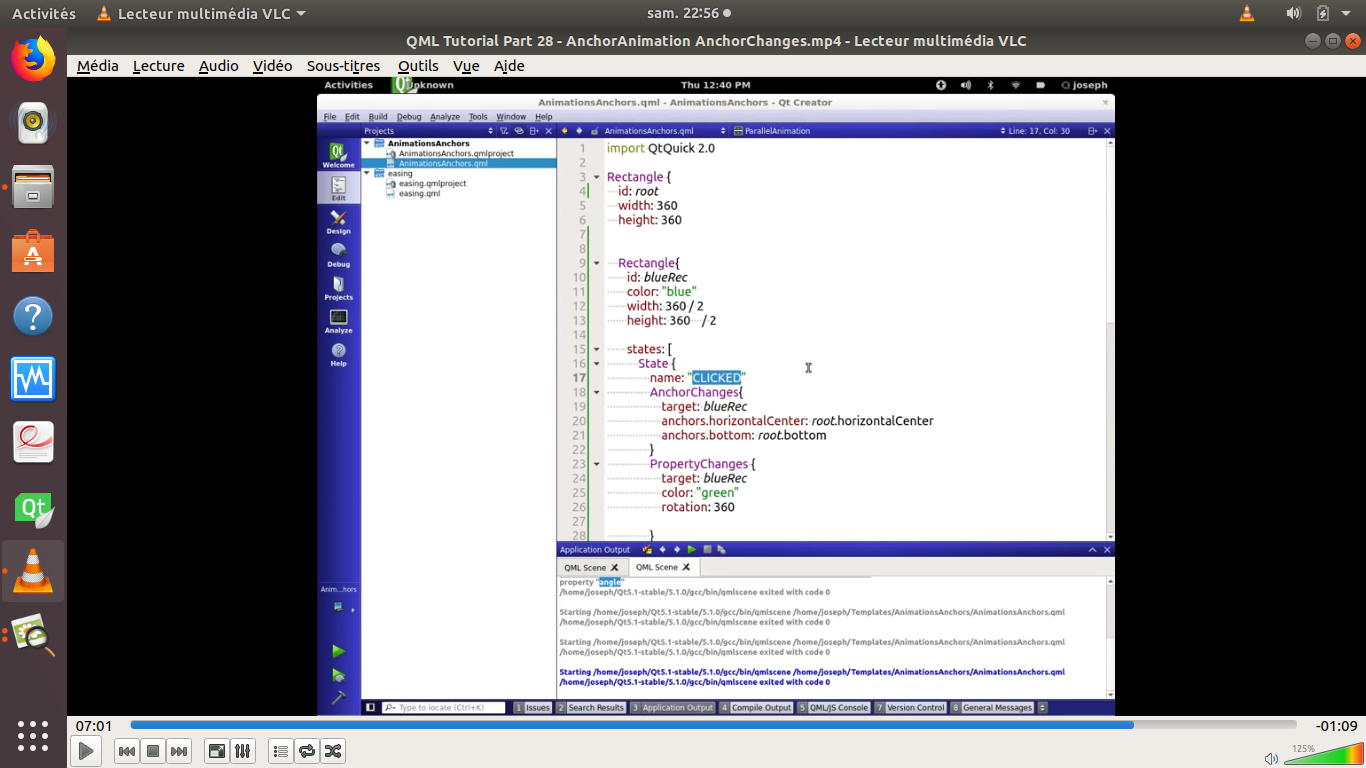 Activités Lecteur multimédia VLC sam. 22:56
QML Tutorial Part 28 - AnchorAnimation AnchorChanges.mp4 - Lecteur multimédia VLC
Média Lecture Audio Vidéo Sous-titres Outils Vue Aide
Activities Unknown Thu 12:40 PM joseph
AnimationsAnchors.qml - AnimationsAnchors - Qt Creator
File Edit Build Debug Analyze Tools Window Help
Projects AnimationsAnchors.qml ParallelAnimation Line: 17, Col: 30
AnimationsAnchors
AnimationsAnchors.qmlproject
AnimationsAnchors.qml
easing
easing.qmlproject
easing.qml
Welcome
Edit
Design
Debug
Projects
Analyze
Help
1 import QtQuick 2.0
2
3 Rectangle {
4 id: root
5 width: 360
6 height: 360
7
8
9 Rectangle{
10 id: blueRec
11 color: "blue"
12 width: 360 / 2
13 height: 360 / 2
14
15 states: [
16 State {
17 name: "CLICKED"
18 AnchorChanges{
19 target: blueRec
20 anchors.horizontalCenter: root.horizontalCenter
21 anchors.bottom: root.bottom
22 }
23 PropertyChanges {
24 target: blueRec
25 color: "green"
26 rotation: 360
27
28 }
Application Output
QML Scene QML Scene
property "angle"
/home/joseph/Qt5.1-stable/5.1.0/gcc/bin/qmlscene exited with code 0
Starting /home/joseph/Qt5.1-stable/5.1.0/gcc/bin/qmlscene /home/joseph/Templates/AnimationsAnchors/AnimationsAnchors.qml
/home/joseph/Qt5.1-stable/5.1.0/gcc/bin/qmlscene exited with code 0
Starting /home/joseph/Qt5.1-stable/5.1.0/gcc/bin/qmlscene /home/joseph/Templates/AnimationsAnchors/AnimationsAnchors.qml
/home/joseph/Qt5.1-stable/5.1.0/gcc/bin/qmlscene exited with code 0
Starting /home/joseph/Qt5.1-stable/5.1.0/gcc/bin/qmlscene /home/joseph/Templates/AnimationsAnchors/AnimationsAnchors.qml
/home/joseph/Qt5.1-stable/5.1.0/gcc/bin/qmlscene exited with code 0
Anim...hors
Type to locate (Ctrl+K) 1 Issues 2 Search Results 3 Application Output 4 Compile Output 5 QML/JS Console 7 Version Control 8 General Messages
07:01 -01:09
125%